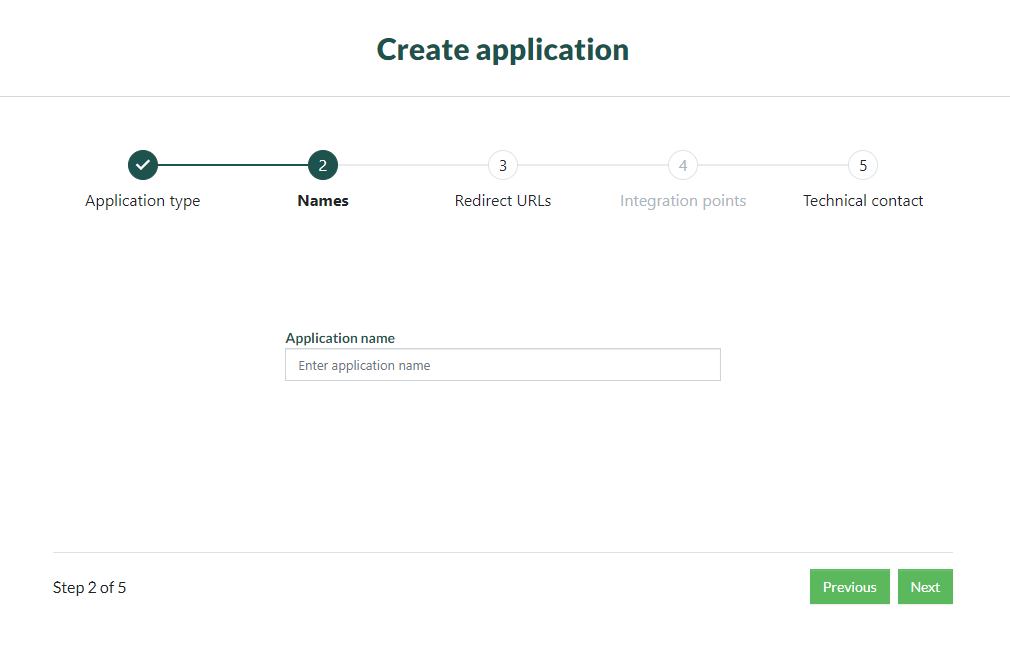 Create application
2 3 4 5
Application type Names Redirect URLs Integration points Technical contact
Application name
Enter application name
Step 2 of 5 Previous Next